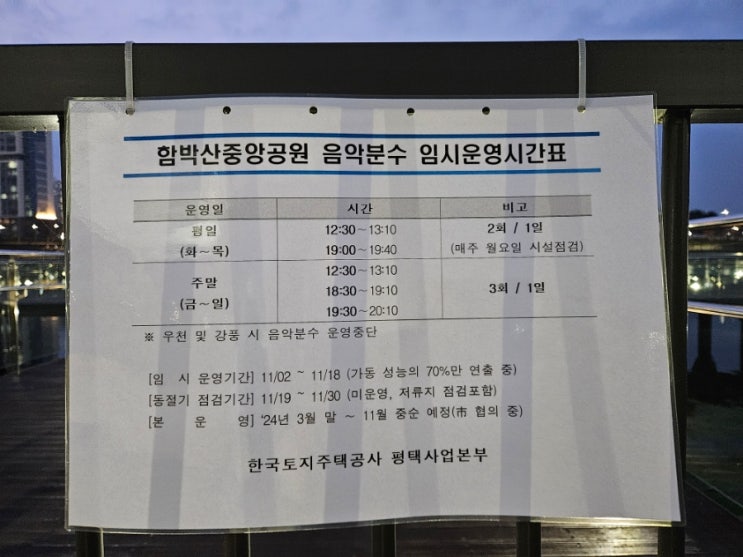 함박산중앙공원 음악분수 임시운영시간표
운영일 시간 비고
평일 12:30~13:10 2회 / 1일
(화~목) 19:00~19:40 (매주 월요일 시설점검)
12:30~13:10
주말 18:30~19:10 3회 / 1일
(금~일) 19:30~20:10
※ 우천 및 강풍 시 음악분수 운영중단
[임 시 운영기간] 11/02 ~ 11/18 (가동 성능의 70%만 연출 중)
[동절기 점검기간] 11/19 ~ 11/30 (미운영, 저류지 점검포함)
[본 운 영] '24년 3월 말 ~ 11월 중순 예정(市 협의 중)
한국토지주택공사 평택사업본부